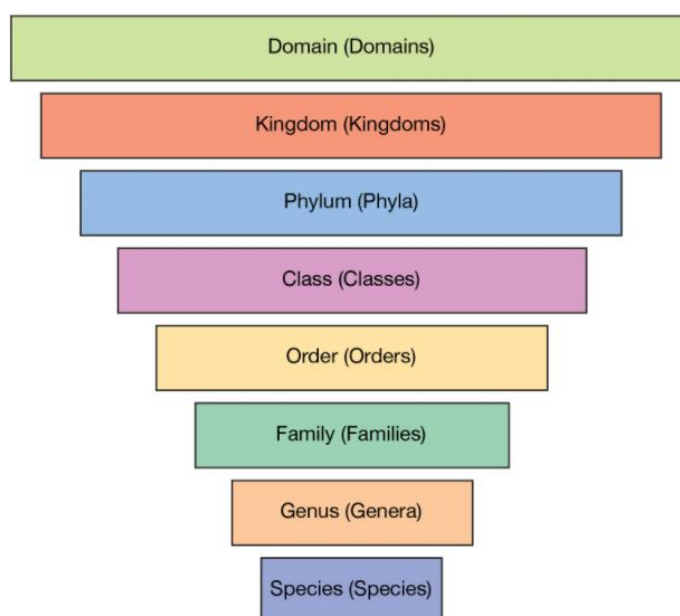 Domain (Domains)
Kingdom (Kingdoms)
Phylum (Phyla)
Class (Classes)
Order (Orders)
Family (Families)
Genus (Genera)
Species (Species)